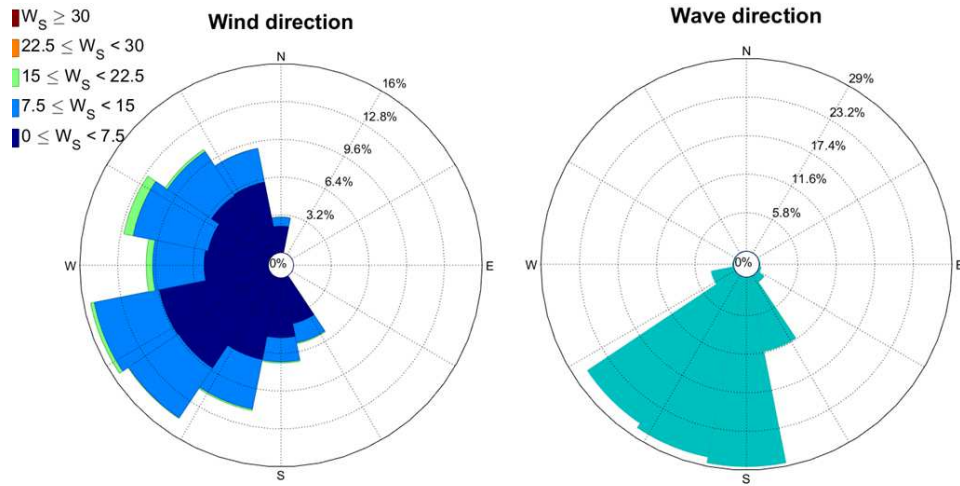 W_S ≥ 30
22.5 ≤ W_S < 30
15 ≤ W_S < 22.5
7.5 ≤ W_S < 15
0 ≤ W_S < 7.5
Wind direction
N
16%
12.8%
9.6%
6.4%
3.2%
0%
W
E
S
Wave direction
N
29%
23.2%
17.4%
11.6%
5.8%
0%
W
E
S